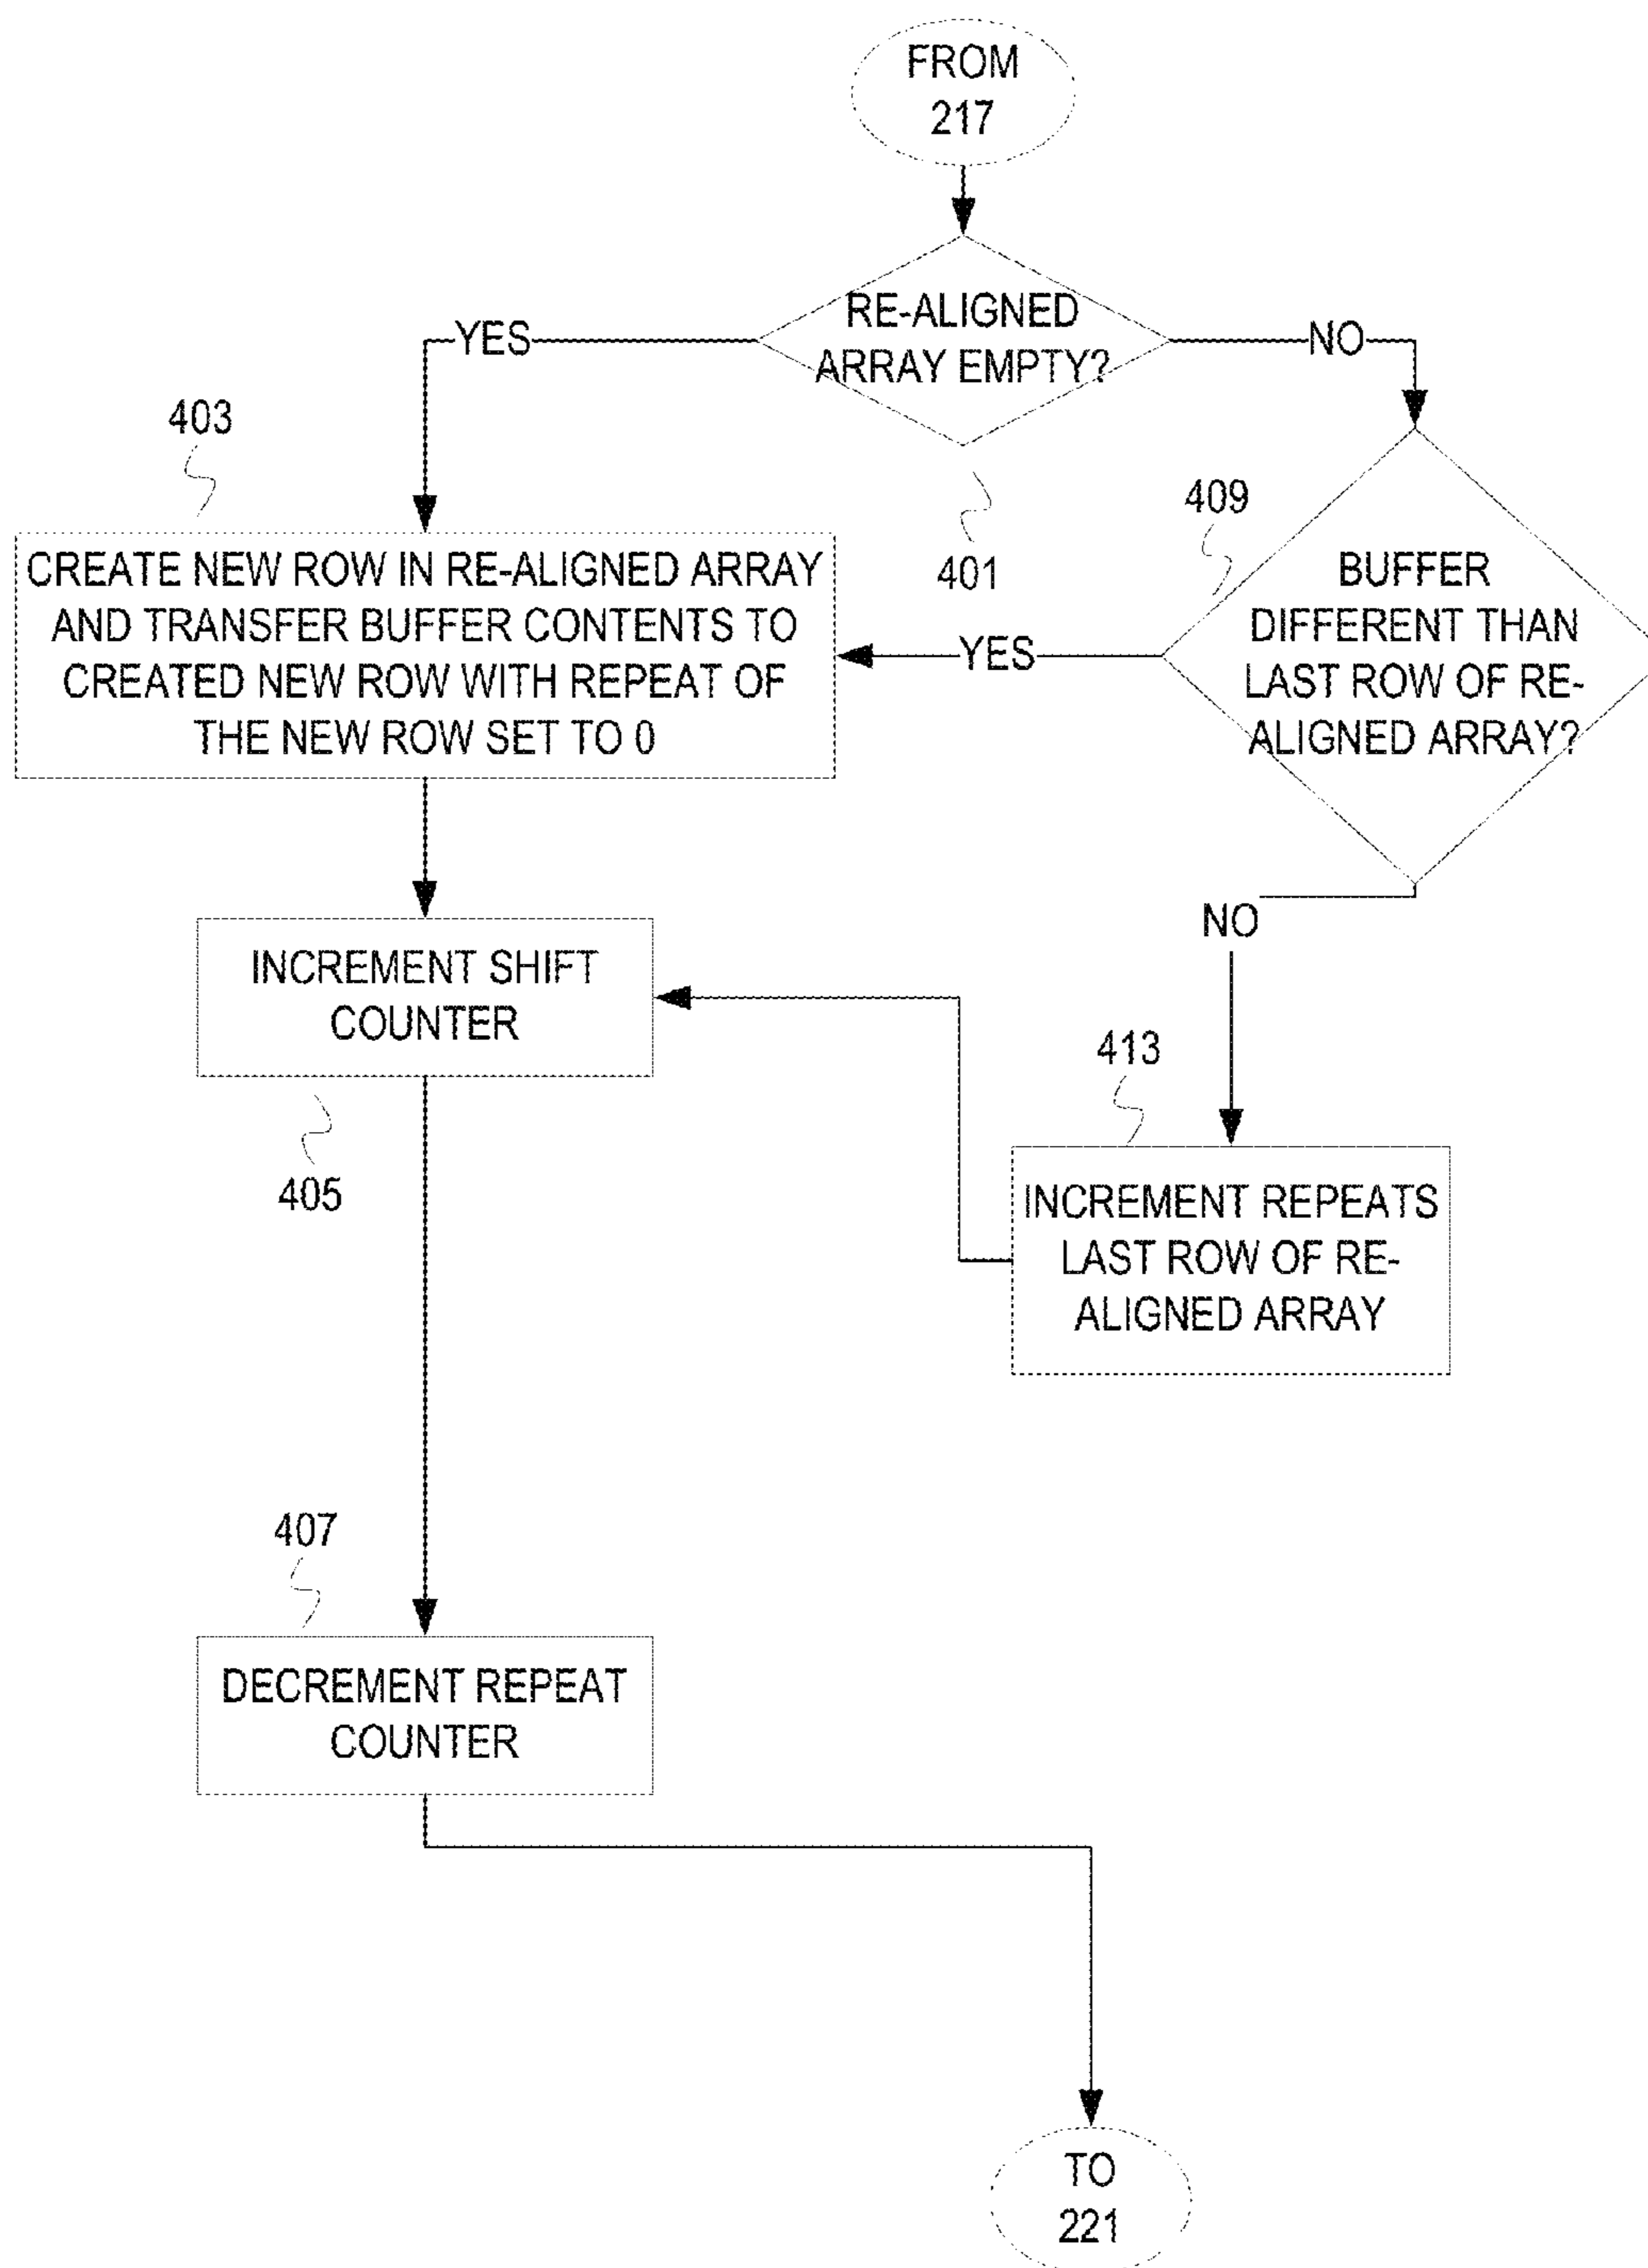 FROM
217
RE-ALIGNED
ARRAY EMPTY?
YES
NO
403
401
409
CREATE NEW ROW IN RE-ALIGNED ARRAY
AND TRANSFER BUFFER CONTENTS TO
CREATED NEW ROW WITH REPEAT OF
THE NEW ROW SET TO 0
YES
BUFFER
DIFFERENT THAN
LAST ROW OF RE-
ALIGNED ARRAY?
NO
INCREMENT SHIFT
COUNTER
405
413
INCREMENT REPEATS
LAST ROW OF RE-
ALIGNED ARRAY
407
DECREMENT REPEAT
COUNTER
TO
221